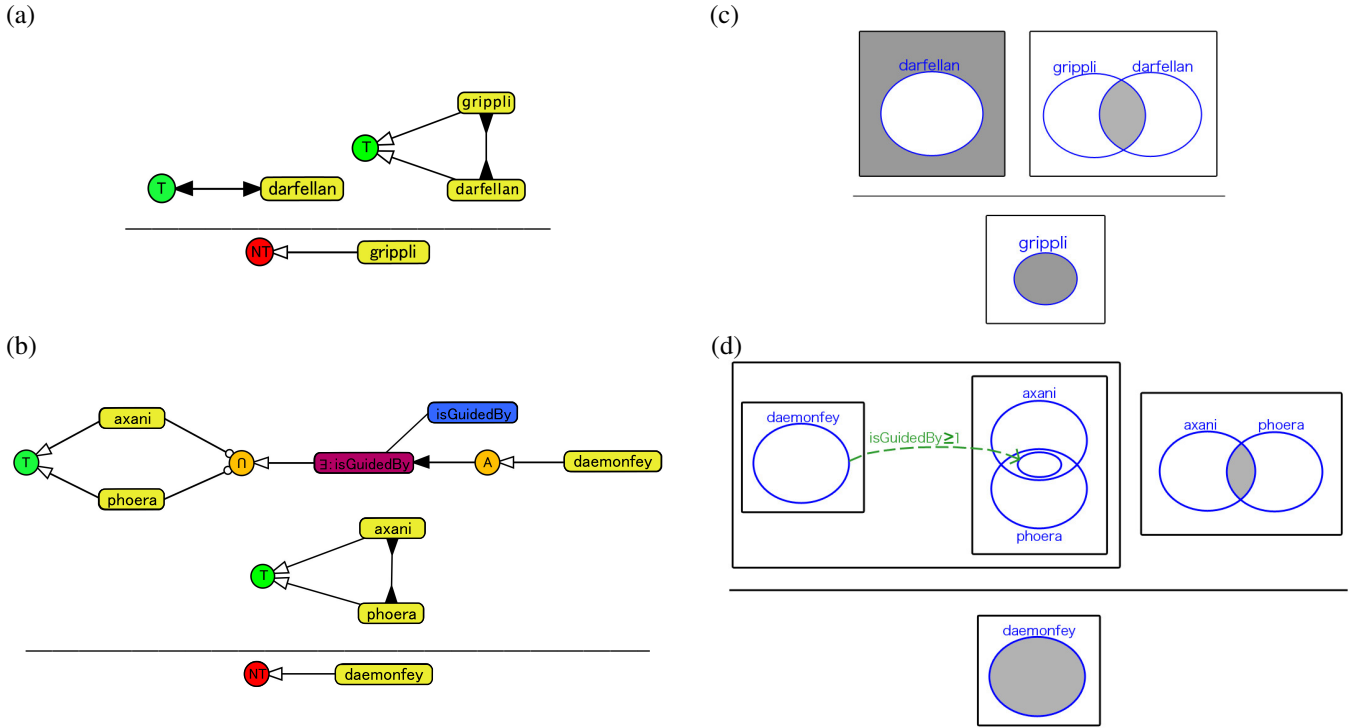 (a)
grippli
T
darfellan
T
darfellan
NT
grippli
(c)
darfellan
grippli
darfellan
grippli
(b)
axani
isGuidedBy
T
∩
∃:isGuidedBy
A
daemonfey
phoera
axani
T
phoera
NT
daemonfey
(d)
daemonfey
isGuidedBy≥1
axani
phoera
axani
phoera
daemonfey